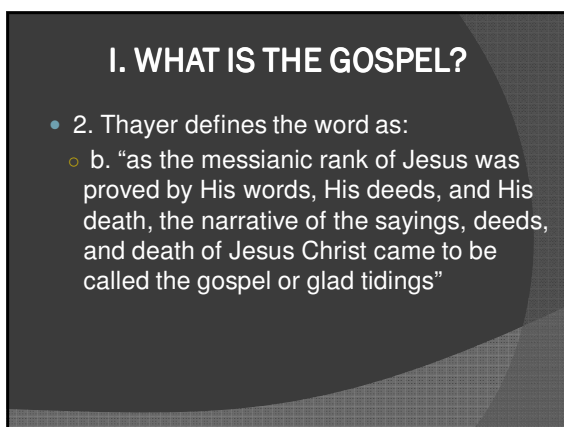 I. WHAT IS THE GOSPEL?
• 2. Thayer defines the word as:
○ b. “as the messianic rank of Jesus was
proved by His words, His deeds, and His
death, the narrative of the sayings, deeds,
and death of Jesus Christ came to be
called the gospel or glad tidings”